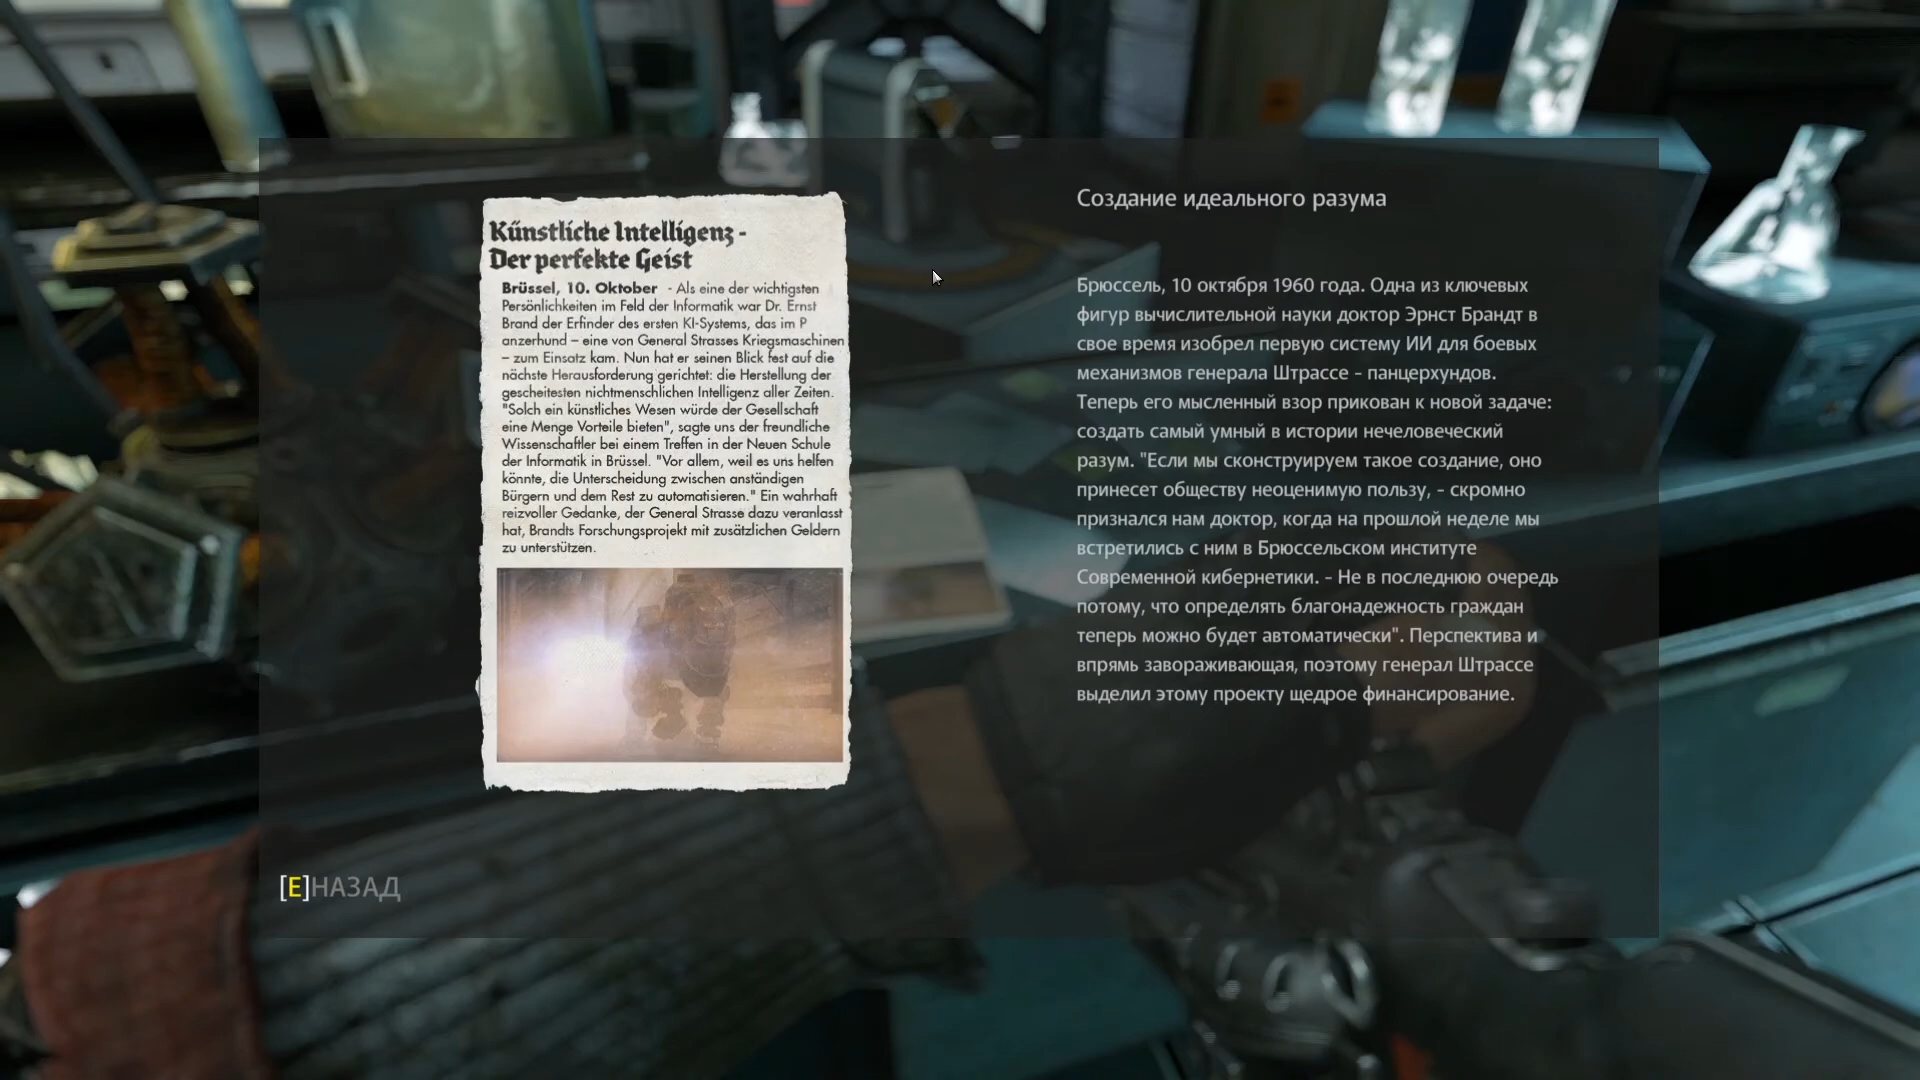 Künstliche Intelligenz -
Der perfekte Geist
Brüssel, 10. Oktober - Als eine der wichtigsten
Persönlichkeiten im Feld der Informatik war Dr. Ernst
Brand der Erfinder des ersten KI-Systems, das im P
anzerhund – eine von General Strasses Kriegsmaschinen
– zum Einsatz kam. Nun hat er seinen Blick fest auf die
nächste Herausforderung gerichtet: die Herstellung der
gescheitesten nichtmenschlichen Intelligenz aller Zeiten.
"Solch ein künstliches Wesen würde der Gesellschaft
eine Menge Vorteile bieten", sagte uns der freundliche
Wissenschaftler bei einem Treffen in der Neuen Schule
der Informatik in Brüssel. "Vor allem, weil es uns helfen
könnte, die Unterscheidung zwischen anständigen
Bürgern und dem Rest zu automatisieren." Ein wahrhaft
reizvoller Gedanke, der General Strasse dazu veranlasst
hat, Brandts Forschungsprojekt mit zusätzlichen Geldern
zu unterstützen.
Создание идеального разума
Брюссель, 10 октября 1960 года. Одна из ключевых
фигур вычислительной науки доктор Эрнст Брандт в
свое время изобрел первую систему ИИ для боевых
механизмов генерала Штрассе - панцерхундов.
Теперь его мысленный взор прикован к новой задаче:
создать самый умный в истории нечеловеческий
разум. "Если мы сконструируем такое создание, оно
принесет обществу неоценимую пользу, - скромно
признался нам доктор, когда на прошлой неделе мы
встретились с ним в Брюссельском институте
Современной кибернетики. - Не в последнюю очередь
потому, что определять благонадежность граждан
теперь можно будет автоматически". Перспектива и
впрямь завораживающая, поэтому генерал Штрассе
выделил этому проекту щедрое финансирование.
[E]НАЗАД